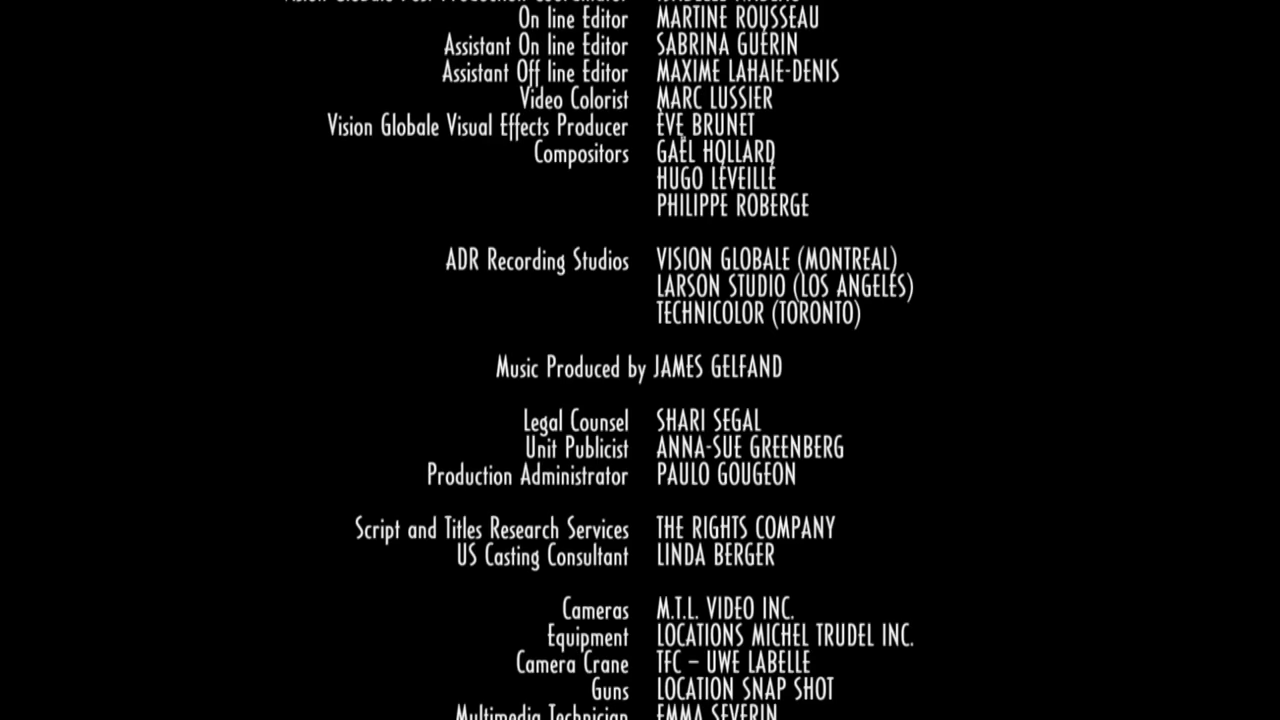 On line Editor MARTINE ROUSSEAU
Assistant On line Editor SABRINA GUÉRIN
Assistant Off line Editor MAXIME LAHAIE-DENIS
Video Colorist MARC LUSSIER
Vision Globale Visual Effects Producer ÈVE BRUNET
Compositors GAËL HOLLARD
HUGO LÉVEILLÉ
PHILIPPE ROBERGE
ADR Recording Studios VISION GLOBALE (MONTREAL)
LARSON STUDIO (LOS ANGELES)
TECHNICOLOR (TORONTO)
Music Produced by JAMES GELFAND
Legal Counsel SHARI SEGAL
Unit Publicist ANNA-SUE GREENBERG
Production Administrator PAULO GOUGEON
Script and Titles Research Services THE RIGHTS COMPANY
US Casting Consultant LINDA BERGER
Cameras M.T.L. VIDEO INC.
Equipment LOCATIONS MICHEL TRUDEL INC.
Camera Crane TFC – UWE LABELLE
Guns LOCATION SNAP SHOT
Multimedia Technician EMMA SEVERIN